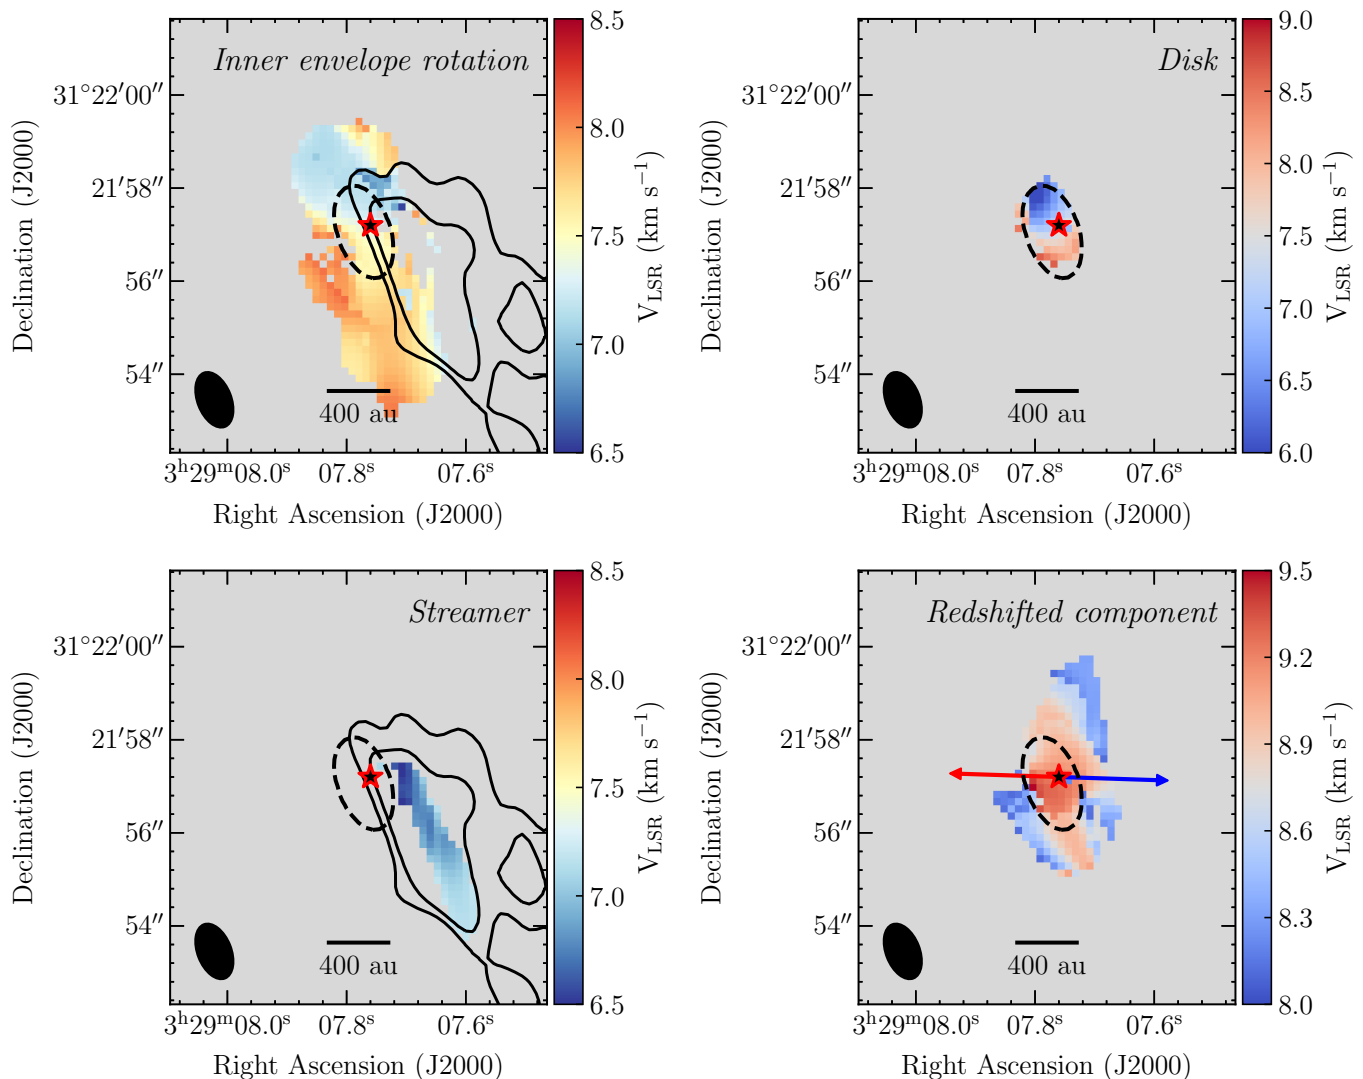 Inner envelope rotation
31°22′00″
21′58″
56″
54″
Declination (J2000)
400 au
3ʰ29ᵐ08.0ˢ
07.8ˢ
07.6ˢ
Right Ascension (J2000)
8.5
8.0
7.5
7.0
6.5
V_LSR (km s⁻¹)
Disk
31°22′00″
21′58″
56″
54″
Declination (J2000)
400 au
3ʰ29ᵐ08.0ˢ
07.8ˢ
07.6ˢ
Right Ascension (J2000)
9.0
8.5
8.0
7.5
7.0
6.5
6.0
V_LSR (km s⁻¹)
Streamer
31°22′00″
21′58″
56″
54″
Declination (J2000)
400 au
3ʰ29ᵐ08.0ˢ
07.8ˢ
07.6ˢ
Right Ascension (J2000)
8.5
8.0
7.5
7.0
6.5
V_LSR (km s⁻¹)
Redshifted component
31°22′00″
21′58″
56″
54″
Declination (J2000)
400 au
3ʰ29ᵐ08.0ˢ
07.8ˢ
07.6ˢ
Right Ascension (J2000)
9.5
9.2
8.9
8.6
8.3
8.0
V_LSR (km s⁻¹)